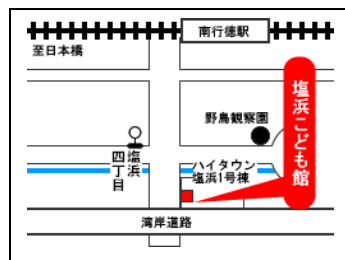 南行徳駅
至日本橋
塩浜こども館
野鳥観察園
塩浜
四丁目
ハイタウン
塩浜1号棟
湾岸道路